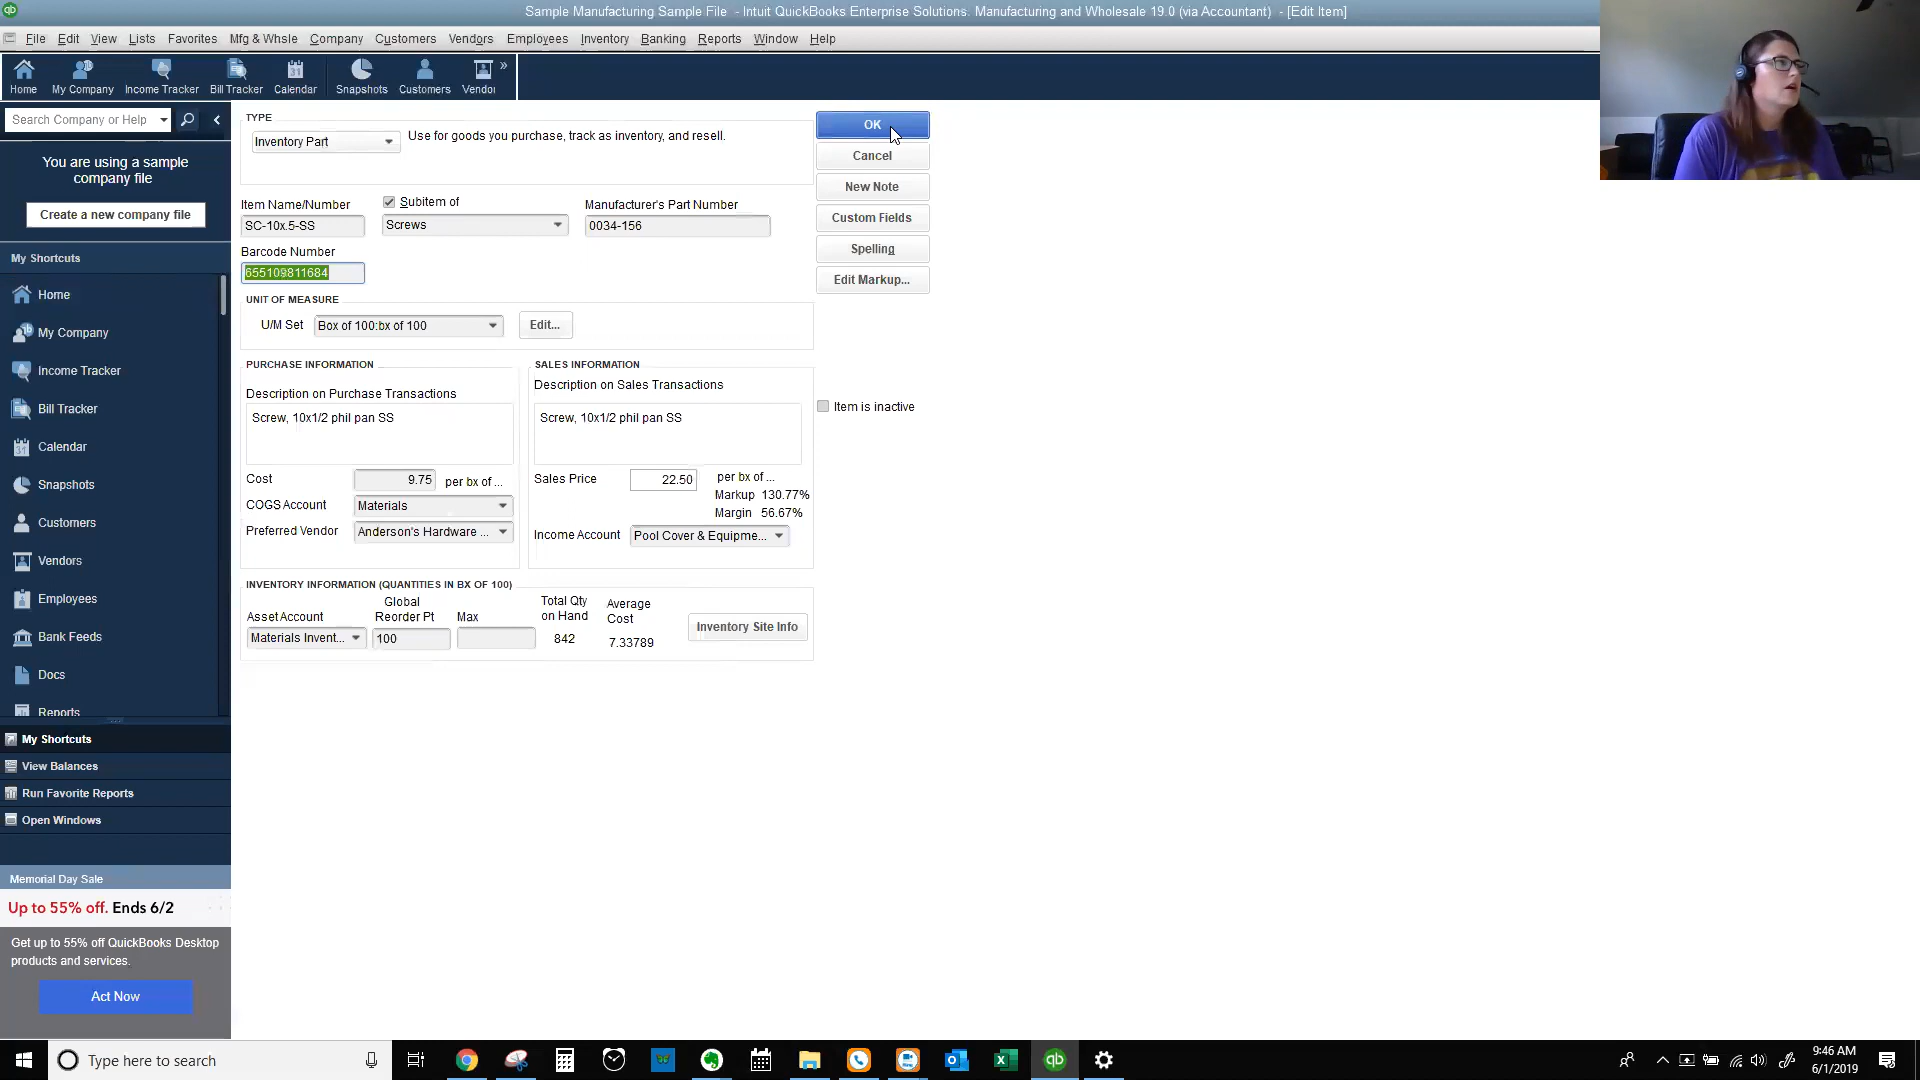 Sample Manufacturing Sample File - Intuit QuickBooks Enterprise Solutions: Manufacturing and Wholesale 19.0 (via Accountant) - [Edit Item]
File Edit View Lists Favorites Mfg & Whsle Company Customers Vendors Employees Inventory Banking Reports Window Help
Home My Company Income Tracker Bill Tracker Calendar Snapshots Customers Vendor »
Search Company or Help
You are using a sample
company file
Create a new company file
My Shortcuts
Home
My Company
Income Tracker
Bill Tracker
Calendar
Snapshots
Customers
Vendors
Employees
Bank Feeds
Docs
Reports
My Shortcuts
View Balances
Run Favorite Reports
Open Windows
Memorial Day Sale
Up to 55% off. Ends 6/2
Get up to 55% off QuickBooks Desktop
products and services.
Act Now
TYPE
Inventory Part Use for goods you purchase, track as inventory, and resell.
Item Name/Number Subitem of Manufacturer's Part Number
SC-10x.5-SS Screws 0034-156
Barcode Number
655109811684
UNIT OF MEASURE
U/M Set Box of 100:bx of 100 Edit...
PURCHASE INFORMATION
Description on Purchase Transactions
Screw, 10x1/2 phil pan SS
Cost 9.75 per bx of ...
COGS Account Materials
Preferred Vendor Anderson's Hardware ...
SALES INFORMATION
Description on Sales Transactions
Screw, 10x1/2 phil pan SS
Sales Price 22.50 per bx of ...
Markup 130.77%
Margin 56.67%
Income Account Pool Cover & Equipme...
INVENTORY INFORMATION (QUANTITIES IN BX OF 100)
Asset Account Global Reorder Pt Max Total Qty on Hand Average Cost
Materials Invent... 100 842 7.33789
Inventory Site Info
OK
Cancel
New Note
Custom Fields
Spelling
Edit Markup...
Item is inactive
Type here to search
9:46 AM
6/1/2019